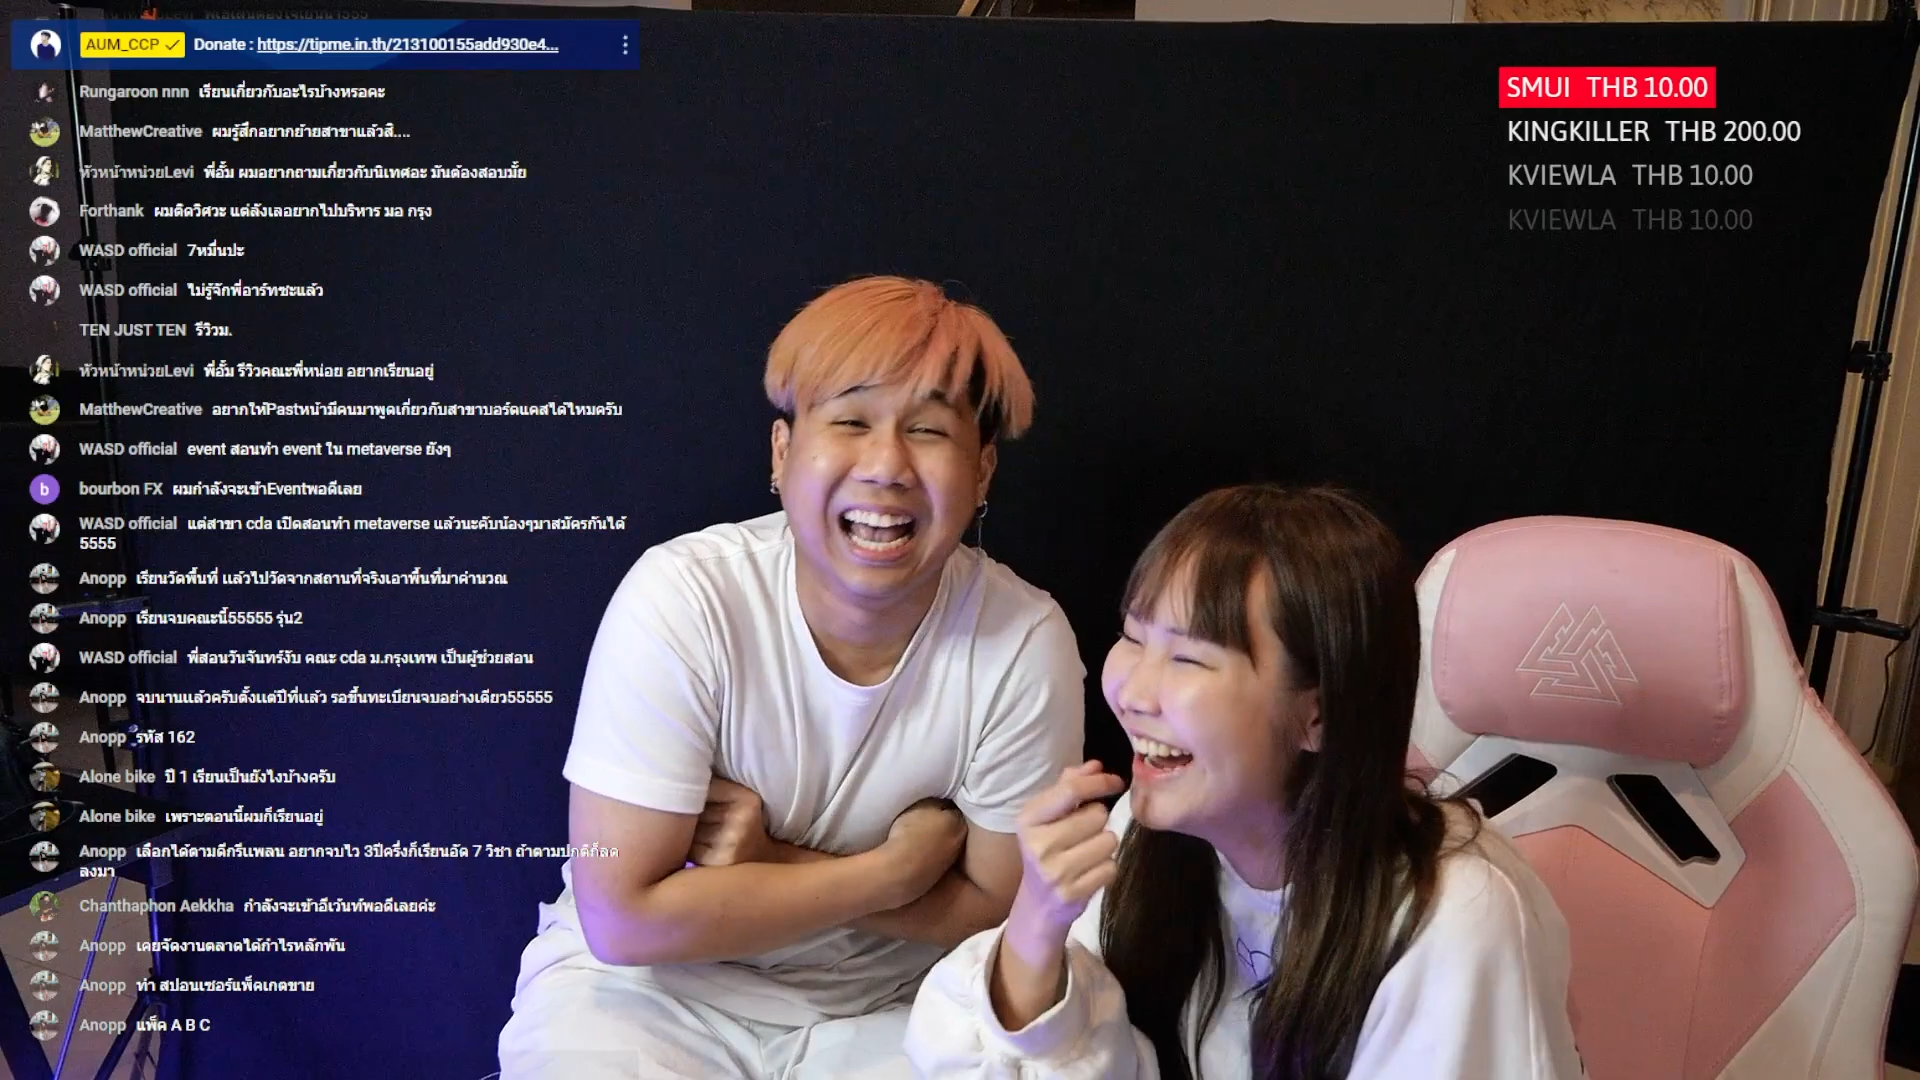 AUM_CCP Donate : https://tipme.in.th/213100155add930e4...
Rungaroon nnn เรียนเกี่ยวกับอะไรบ้างหรอคะ
MatthewCreative ผมรู้สึกอยากย้ายสาขาแล้วสิ....
หัวหน้าหน่วยLevi พี่อั้ม ผมอยากถามเกี่ยวกับนิเทศอะ มันต้องสอบมั้ย
Forthank ผมติดวิศวะ แต่ลังเลอยากไปบริหาร มอ กรุง
WASD official 7หมื่นปะ
WASD official ไม่รู้จักพี่อาร์ทซะแล้ว
TEN JUST TEN รีวิวม.
หัวหน้าหน่วยLevi พี่อั้ม รีวิวคณะพี่หน่อย อยากเรียนอยู่
MatthewCreative อยากให้Pastหน้ามีคนมาพูดเกี่ยวกับสาขาบอร์ดแคสได้ไหมครับ
WASD official event สอนทำ event ใน metaverse ยังๆ
b bourbon FX ผมกำลังจะเข้าEventพอดีเลย
WASD official แต่สาขา cda เปิดสอนทำ metaverse แล้วนะคับน้องๆมาสมัครกันได้
5555
Anopp เรียนวัดพื้นที่ แล้วไปวัดจากสถานที่จริงเอาพื้นที่มาคำนวณ
Anopp เรียนจบคณะนี้55555 รุ่น2
WASD official พี่สอนวันจันทร์งับ คณะ cda ม.กรุงเทพ เป็นผู้ช่วยสอน
Anopp จบนานแล้วครับตั้งแต่ปีที่แล้ว รอขึ้นทะเบียนจบอย่างเดียว55555
Anopp รหัส 162
Alone bike ปี 1 เรียนเป็นยังไงบ้างครับ
Alone bike เพราะตอนนี้ผมก็เรียนอยู่
Anopp เลือกได้ตามดีกรีแพลน อยากจบไว 3ปีครึ่งก็เรียนอัด 7 วิชา ถ้าตามปกติก็ลด
ลงมา
Chanthaphon Aekkha กำลังจะเข้าอีเว้นท์พอดีเลยค่ะ
Anopp เคยจัดงานตลาดได้กำไรหลักพัน
Anopp ทำ สปอนเซอร์แพ็คเกตขาย
Anopp แพ็ค A B C
SMUI THB 10.00
KINGKILLER THB 200.00
KVIEWLA THB 10.00
KVIEWLA THB 10.00